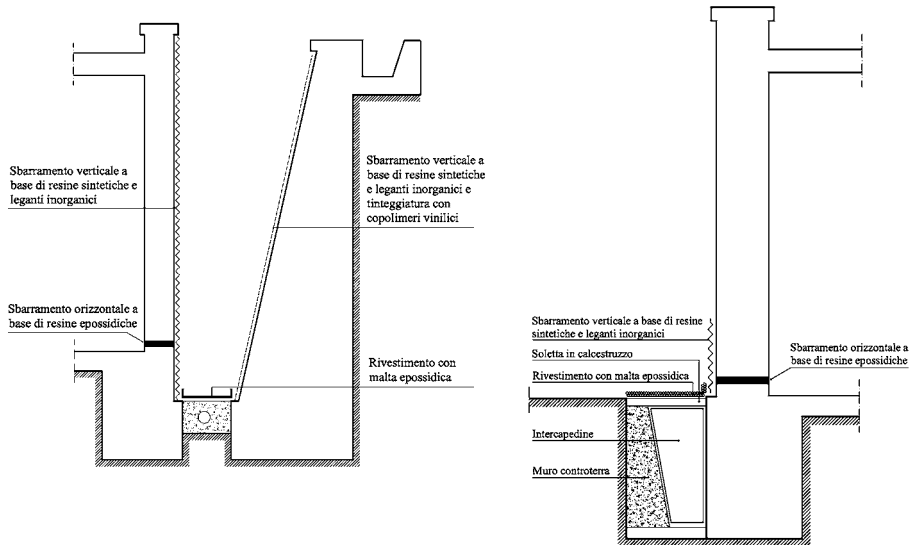 Sbarramento verticale a
base di resine sintetiche e
leganti inorganici
Sbarramento orizzontale a
base di resine epossidiche
Sbarramento verticale a
base di resine sintetiche
e leganti inorganici e
tinteggiatura con
copolimeri vinilici
Rivestimento con
malta epossidica
Sbarramento verticale a base di resine
sintetiche e leganti inorganici
Soletta in calcestruzzo
Rivestimento con malta epossidica
Intercapedine
Muro controterra
Sbarramento orizzontale a
base di resine epossidiche